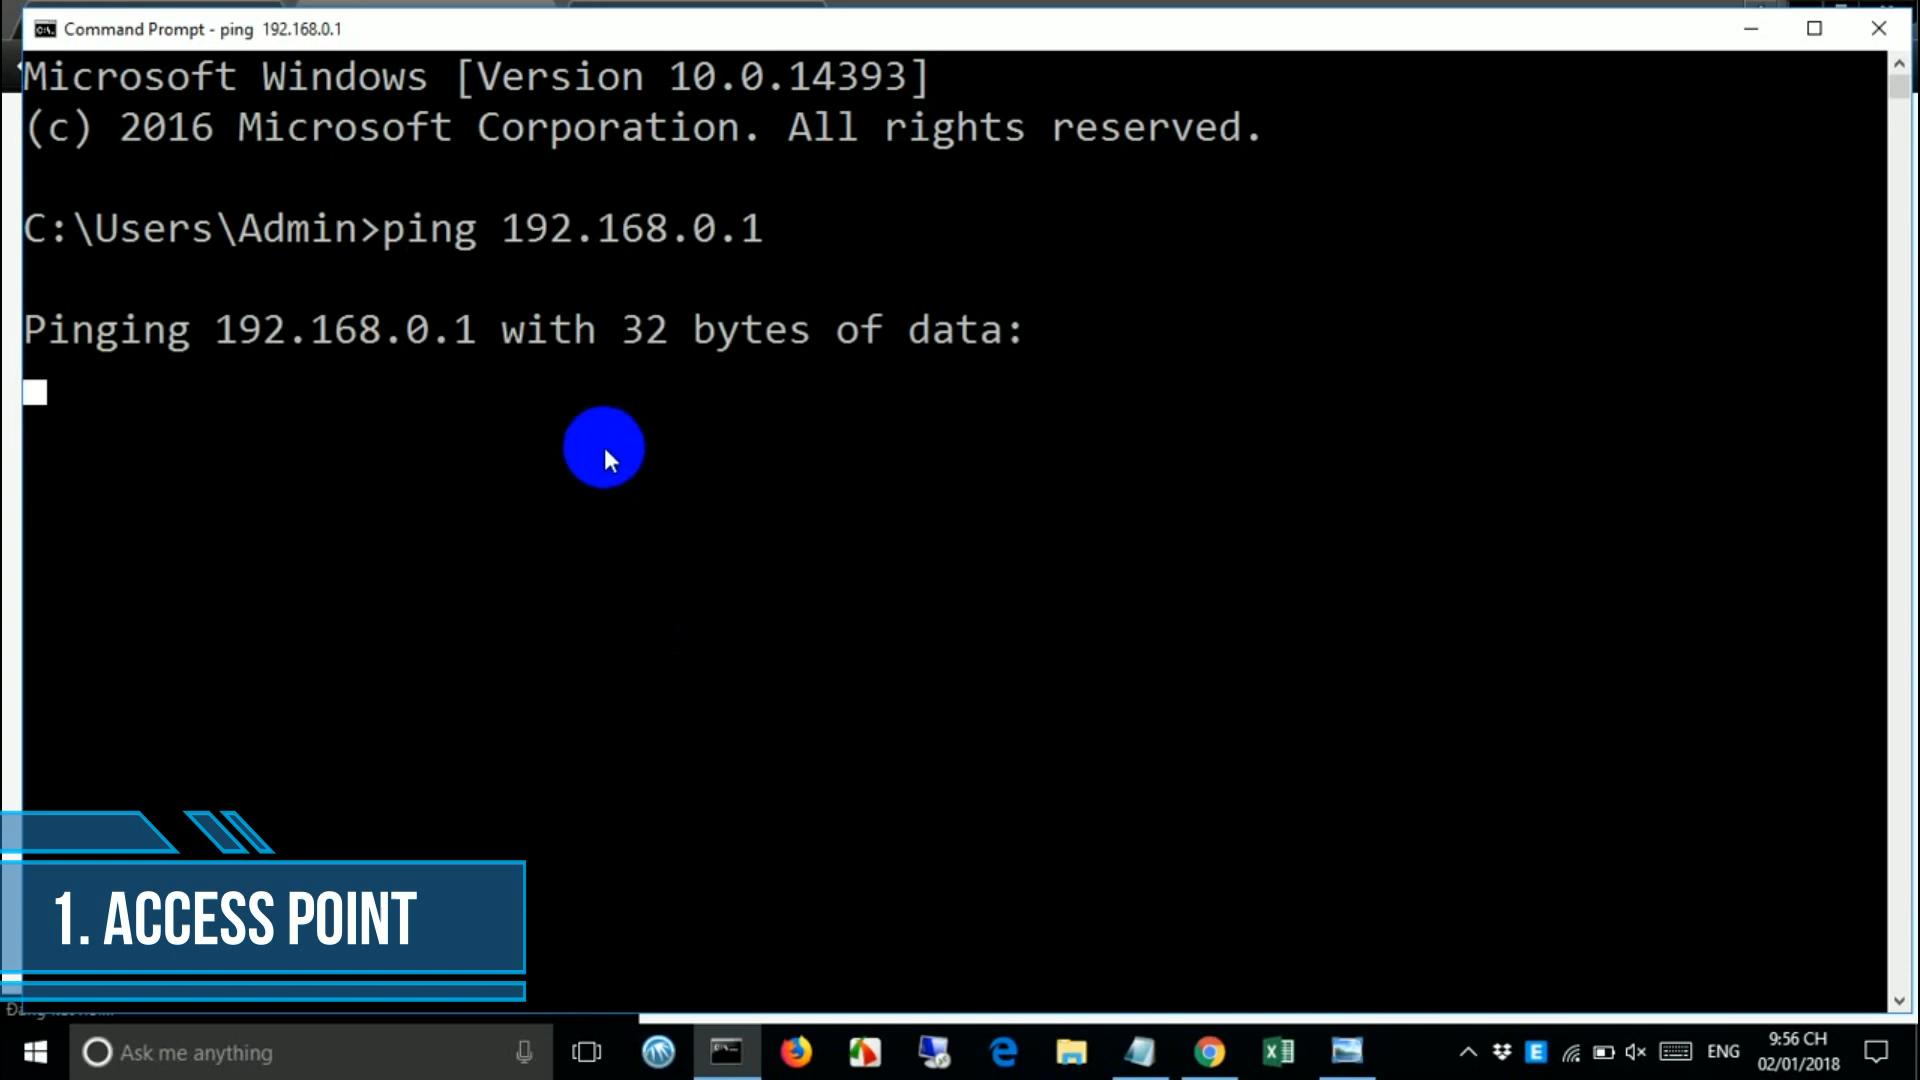 Command Prompt - ping 192.168.0.1
Microsoft Windows [Version 10.0.14393]
(c) 2016 Microsoft Corporation. All rights reserved.
C:\Users\Admin>ping 192.168.0.1
Pinging 192.168.0.1 with 32 bytes of data:
1. ACCESS POINT
Ask me anything
ENG
9:56 CH
02/01/2018